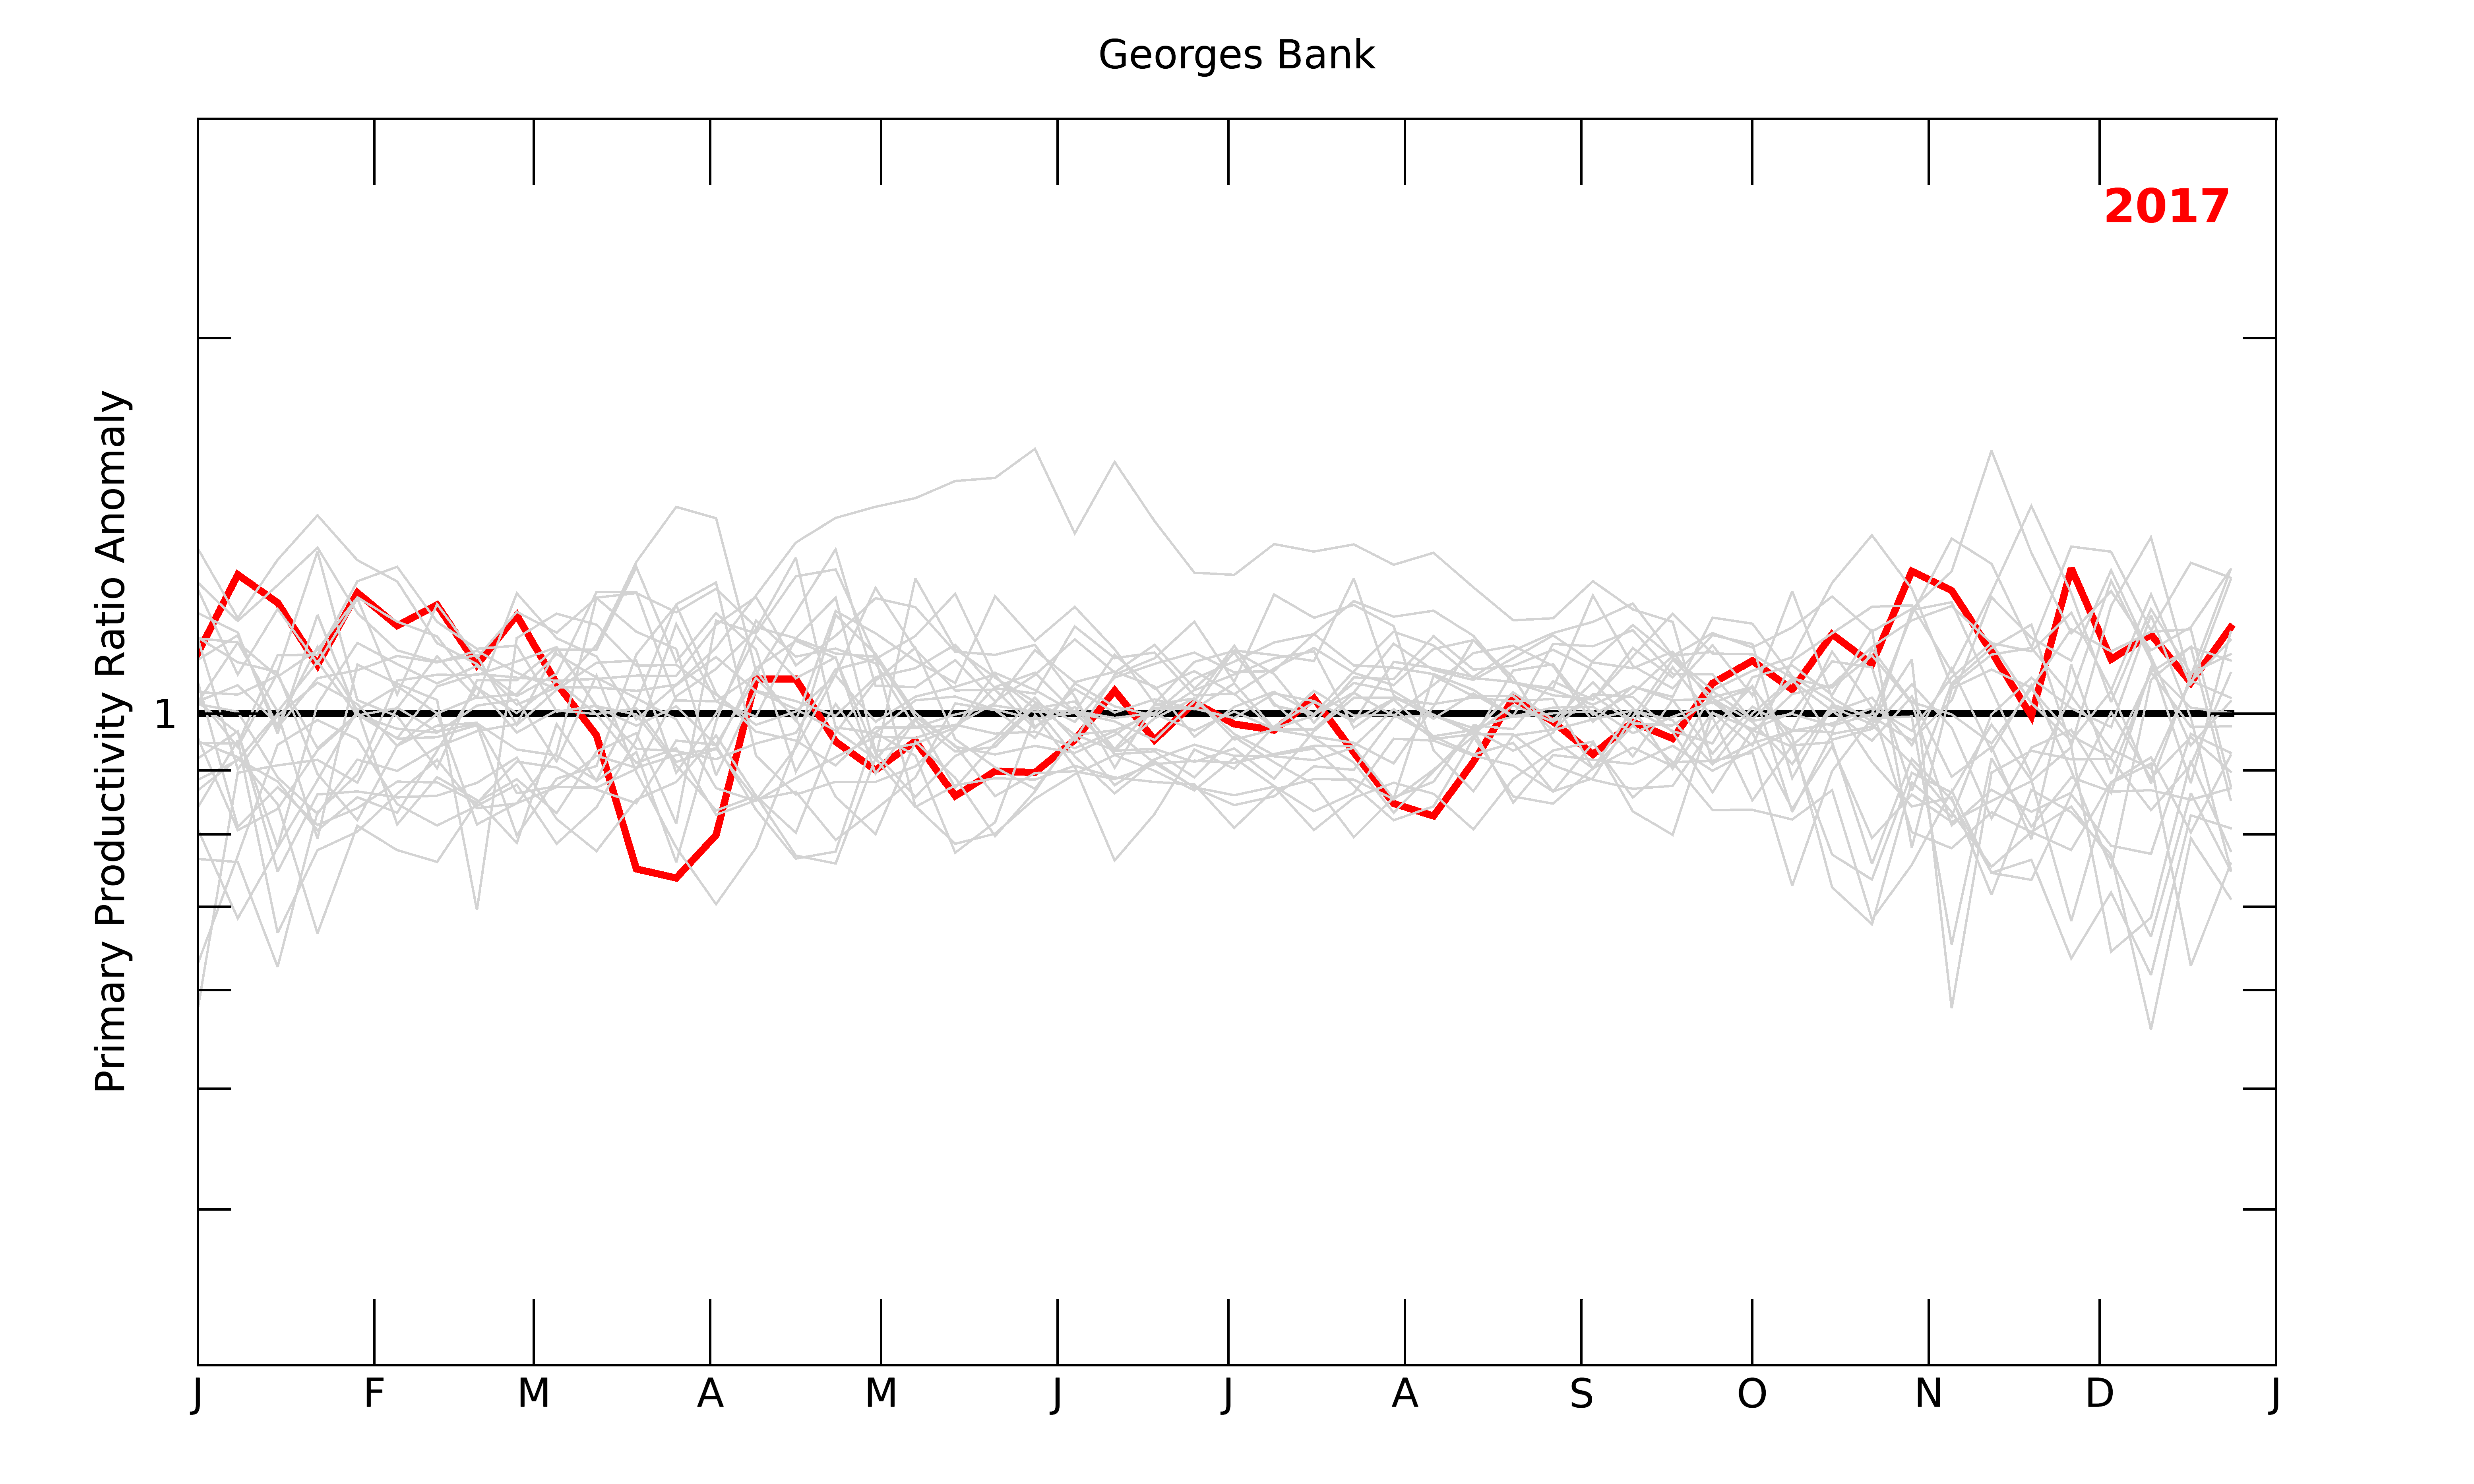 Georges Bank
2017
Primary Productivity Ratio Anomaly
1
J F M A M J J A S O N D J